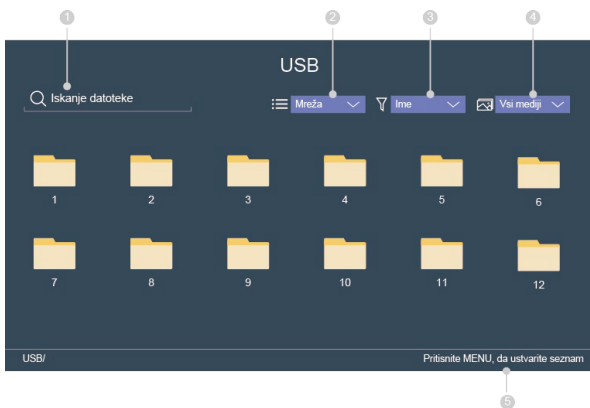 1 2 3 4
USB
Iskanje datoteke Mreža Ime Vsi mediji
1 2 3 4 5 6
7 8 9 10 11 12
USB/ Pritisnite MENU, da ustvarite seznam
5